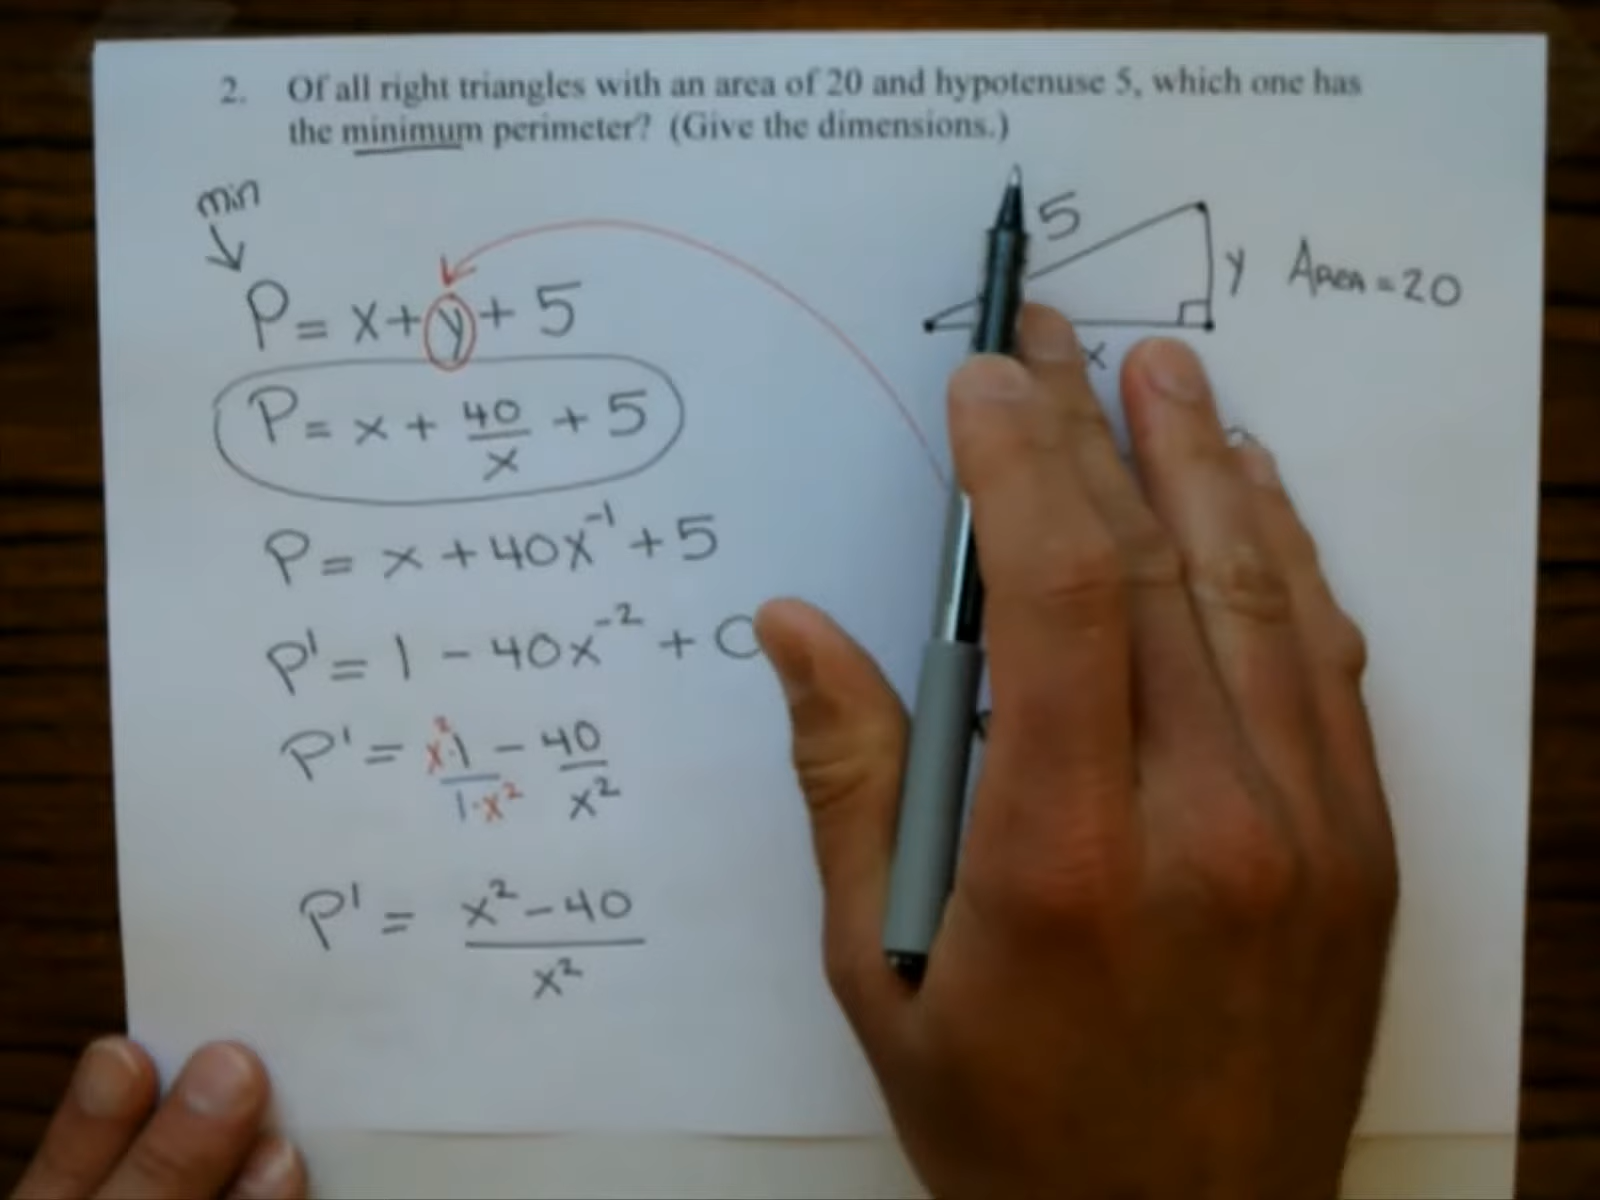 2. Of all right triangles with an area of 20 and hypotenuse 5, which one has
the minimum perimeter? (Give the dimensions.)
min
5
y
AREA = 20
x
P = x + y + 5
P = x + 40/x + 5
P = x + 40x⁻¹ + 5
P' = 1 - 40x⁻² + 0
P' = x²·1/1·x² - 40/x²
P' = x² - 40/x²